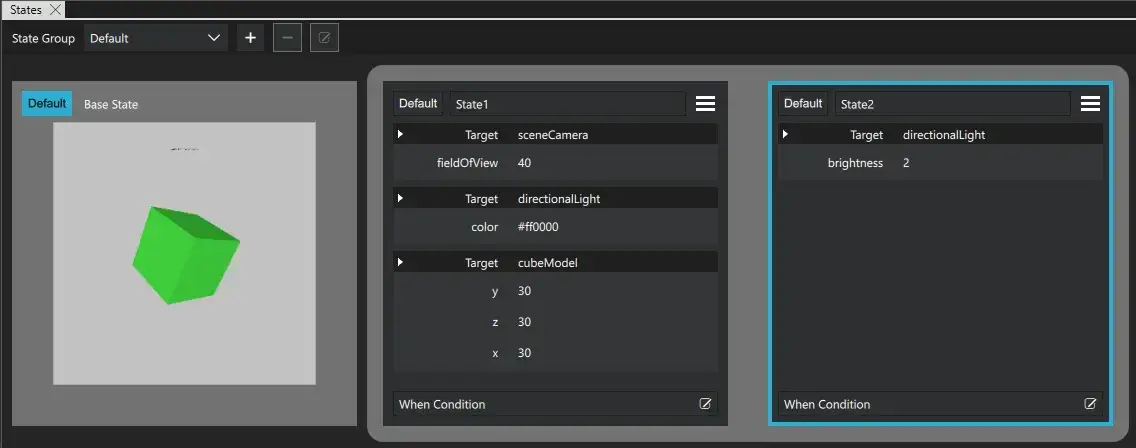 States
State Group Default
Default Base State
Default State1
Target sceneCamera
fieldOfView 40
Target directionalLight
color #ff0000
Target cubeModel
y 30
z 30
x 30
When Condition
Default State2
Target directionalLight
brightness 2
When Condition